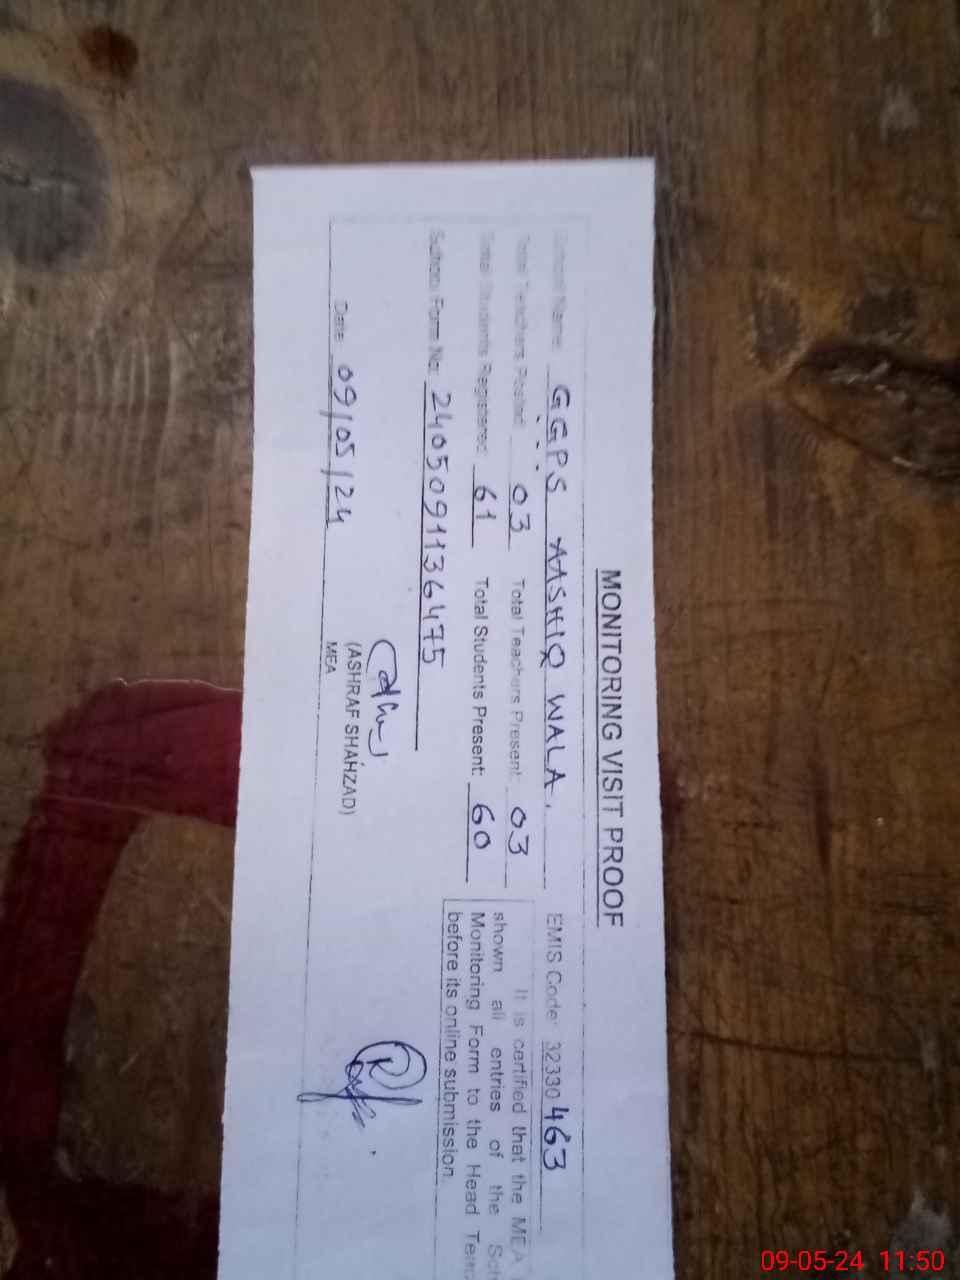 MONITORING VISIT PROOF
School Name: GGPS AASHIQ WALA. EMIS Code: 32330463
Total Teachers Posted: 03 Total Teachers Present: 03
Total Students Registered: 61 Total Students Present: 60
School Form No: 2405091136475
It is certified that the MEA
shown all entries of the
Monitoring Form to the Head
before its online submission.
(ASHRAF SHAHZAD)
Date 09/05/24 MEA
09-05-24 11:50